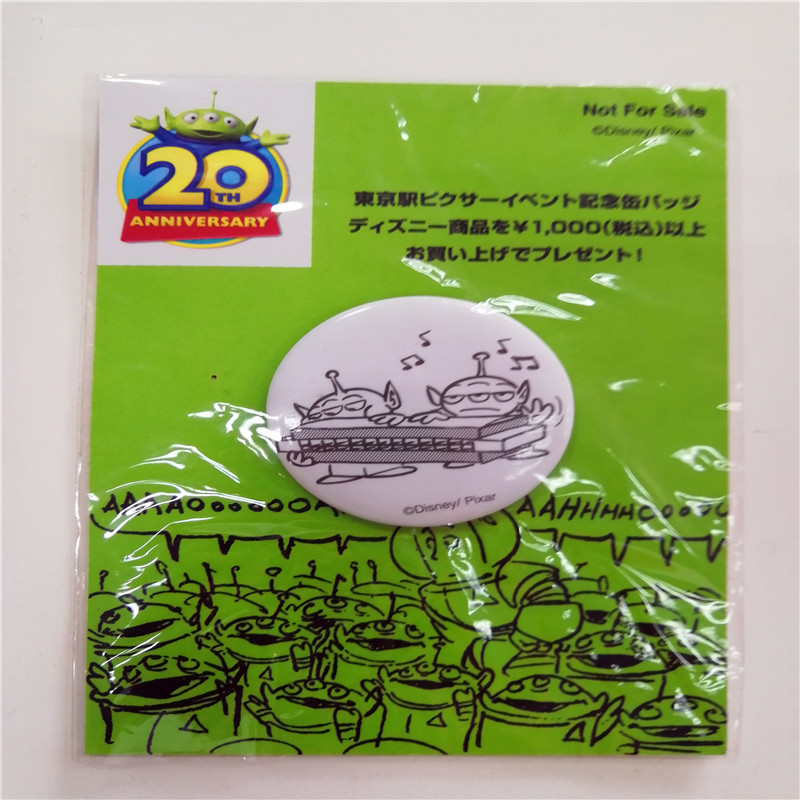 20TH
ANNIVERSARY
Not For Sale
©Disney/ Pixar
東京駅ピクサーイベント記念缶バッジ
ディズニー商品を¥1,000(税込)以上
お買い上げでプレゼント!
©Disney/ Pixar